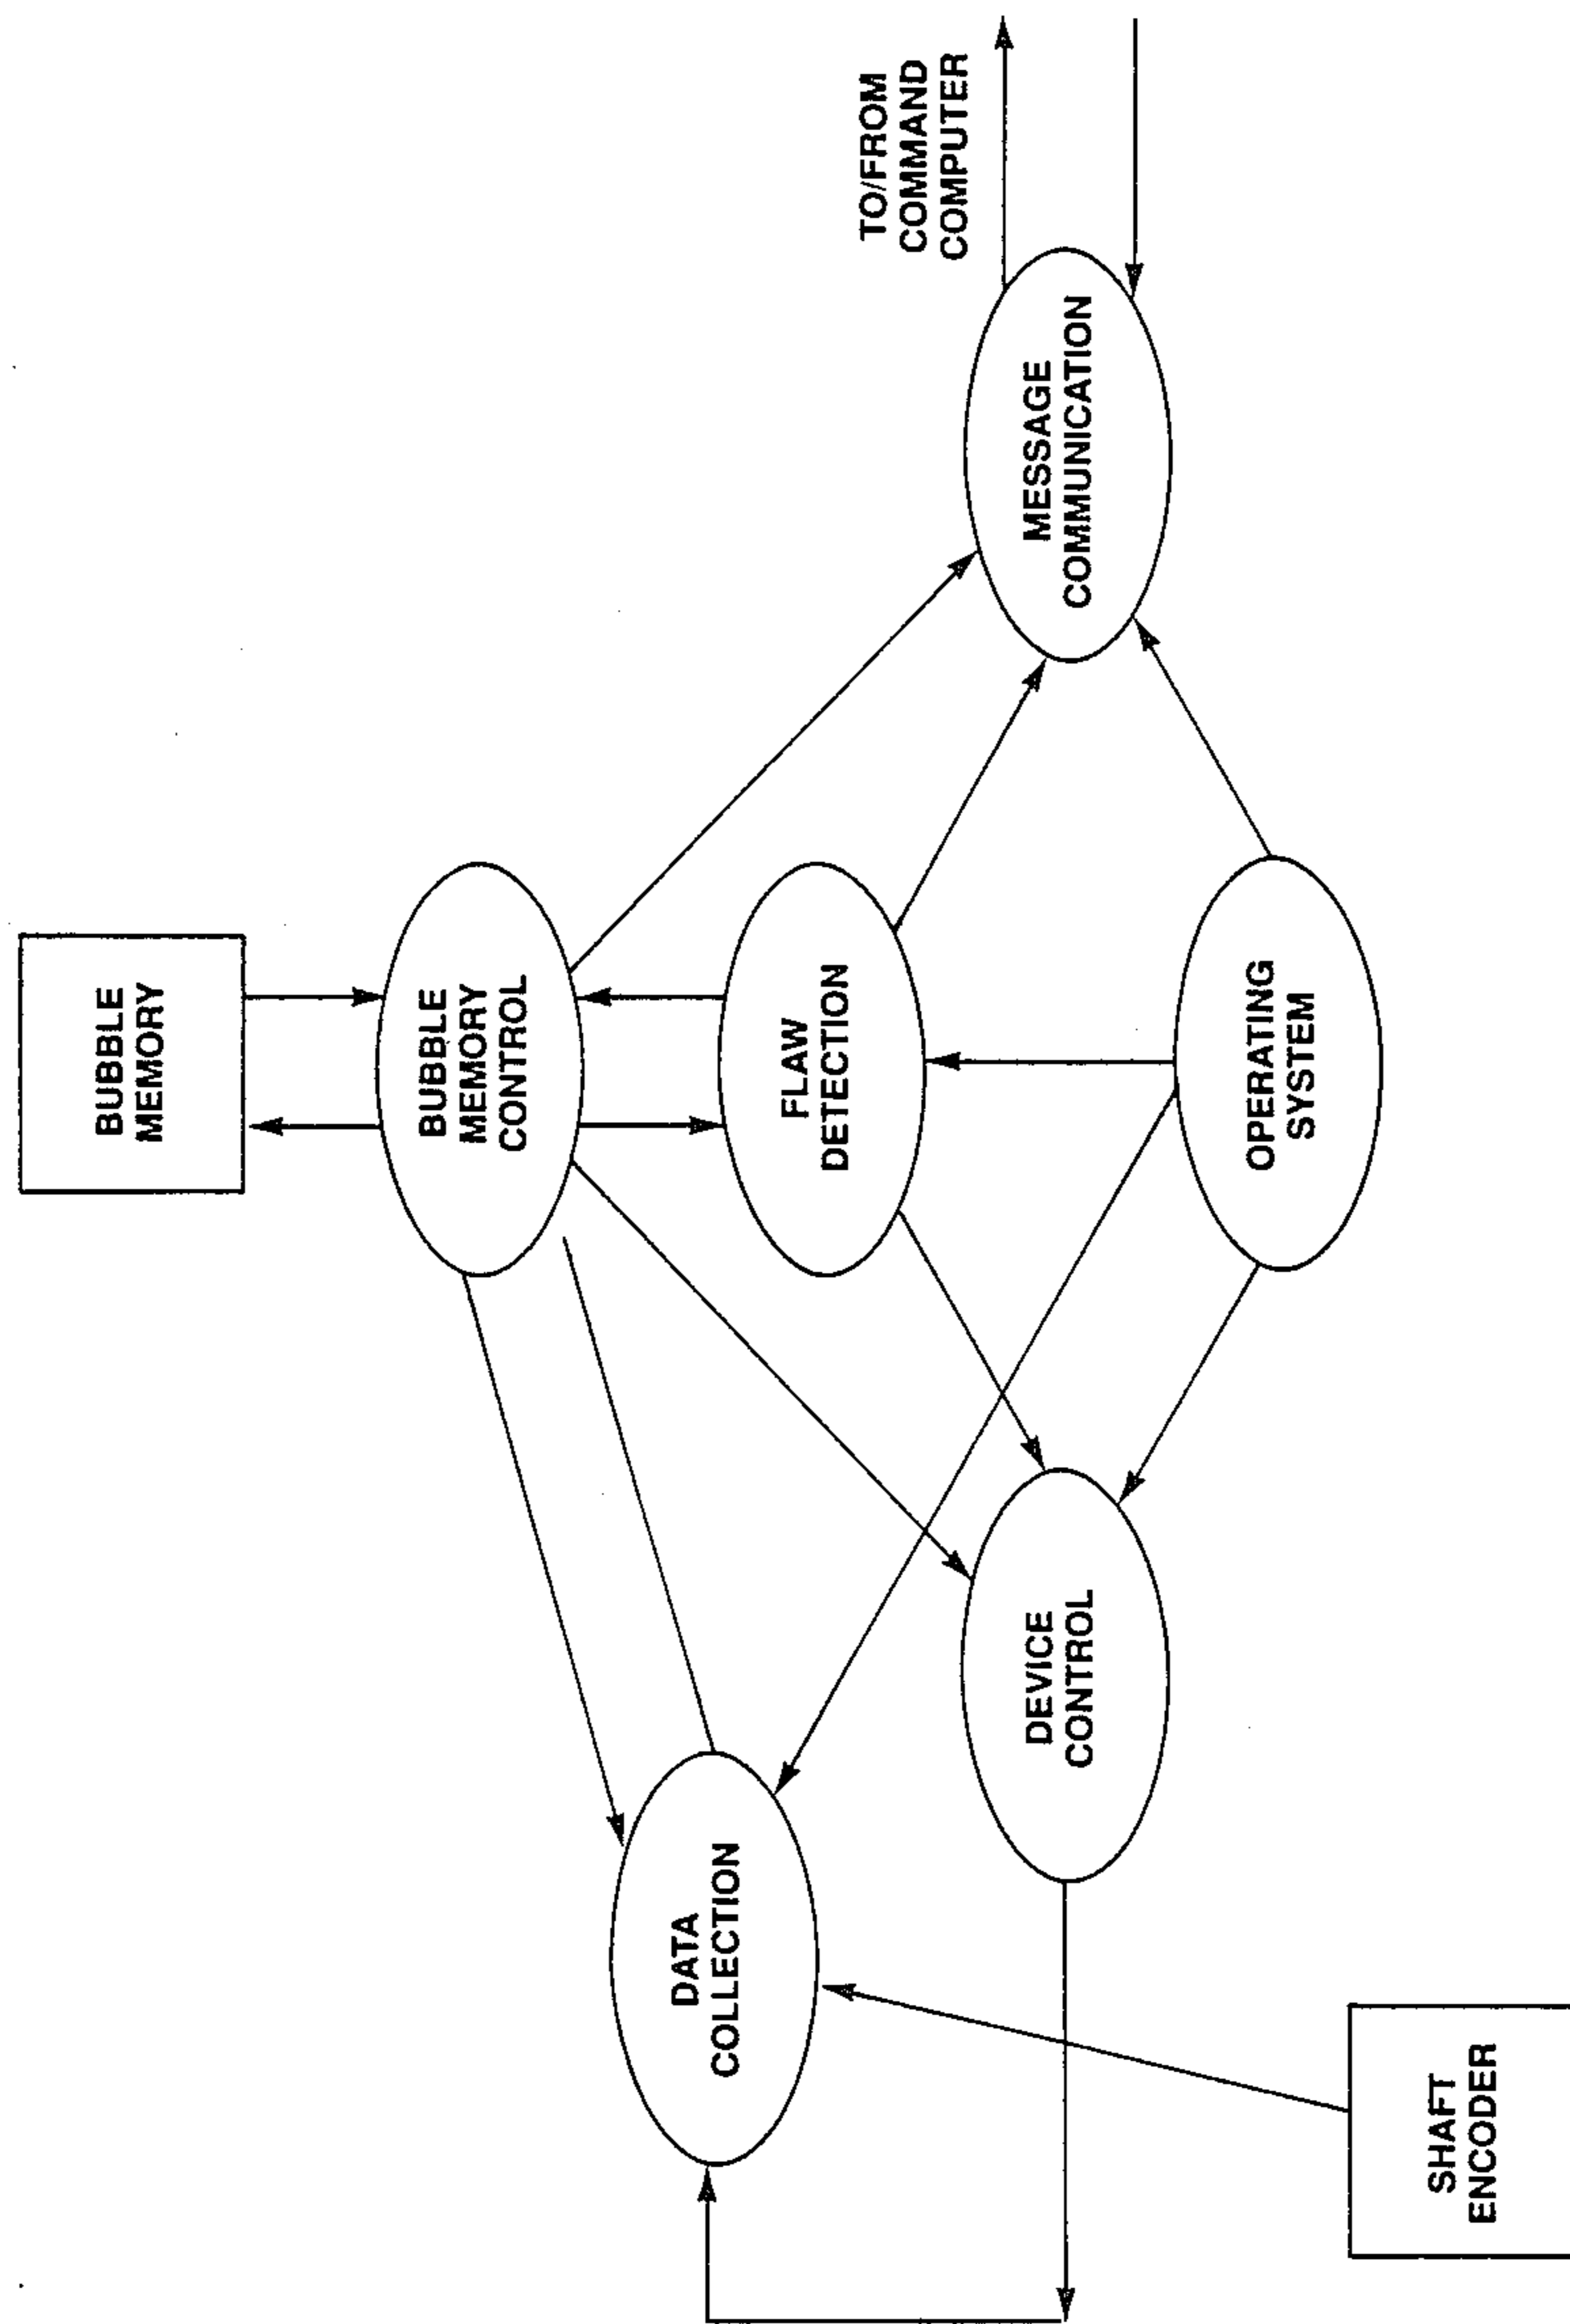 BUBBLE
MEMORY
BUBBLE
MEMORY
CONTROL
TO/FROM
COMMAND
COMPUTER
DATA
COLLECTION
FLAW
DETECTION
DEVICE
CONTROL
MESSAGE
COMMUNICATION
OPERATING
SYSTEM
SHAFT
ENCODER